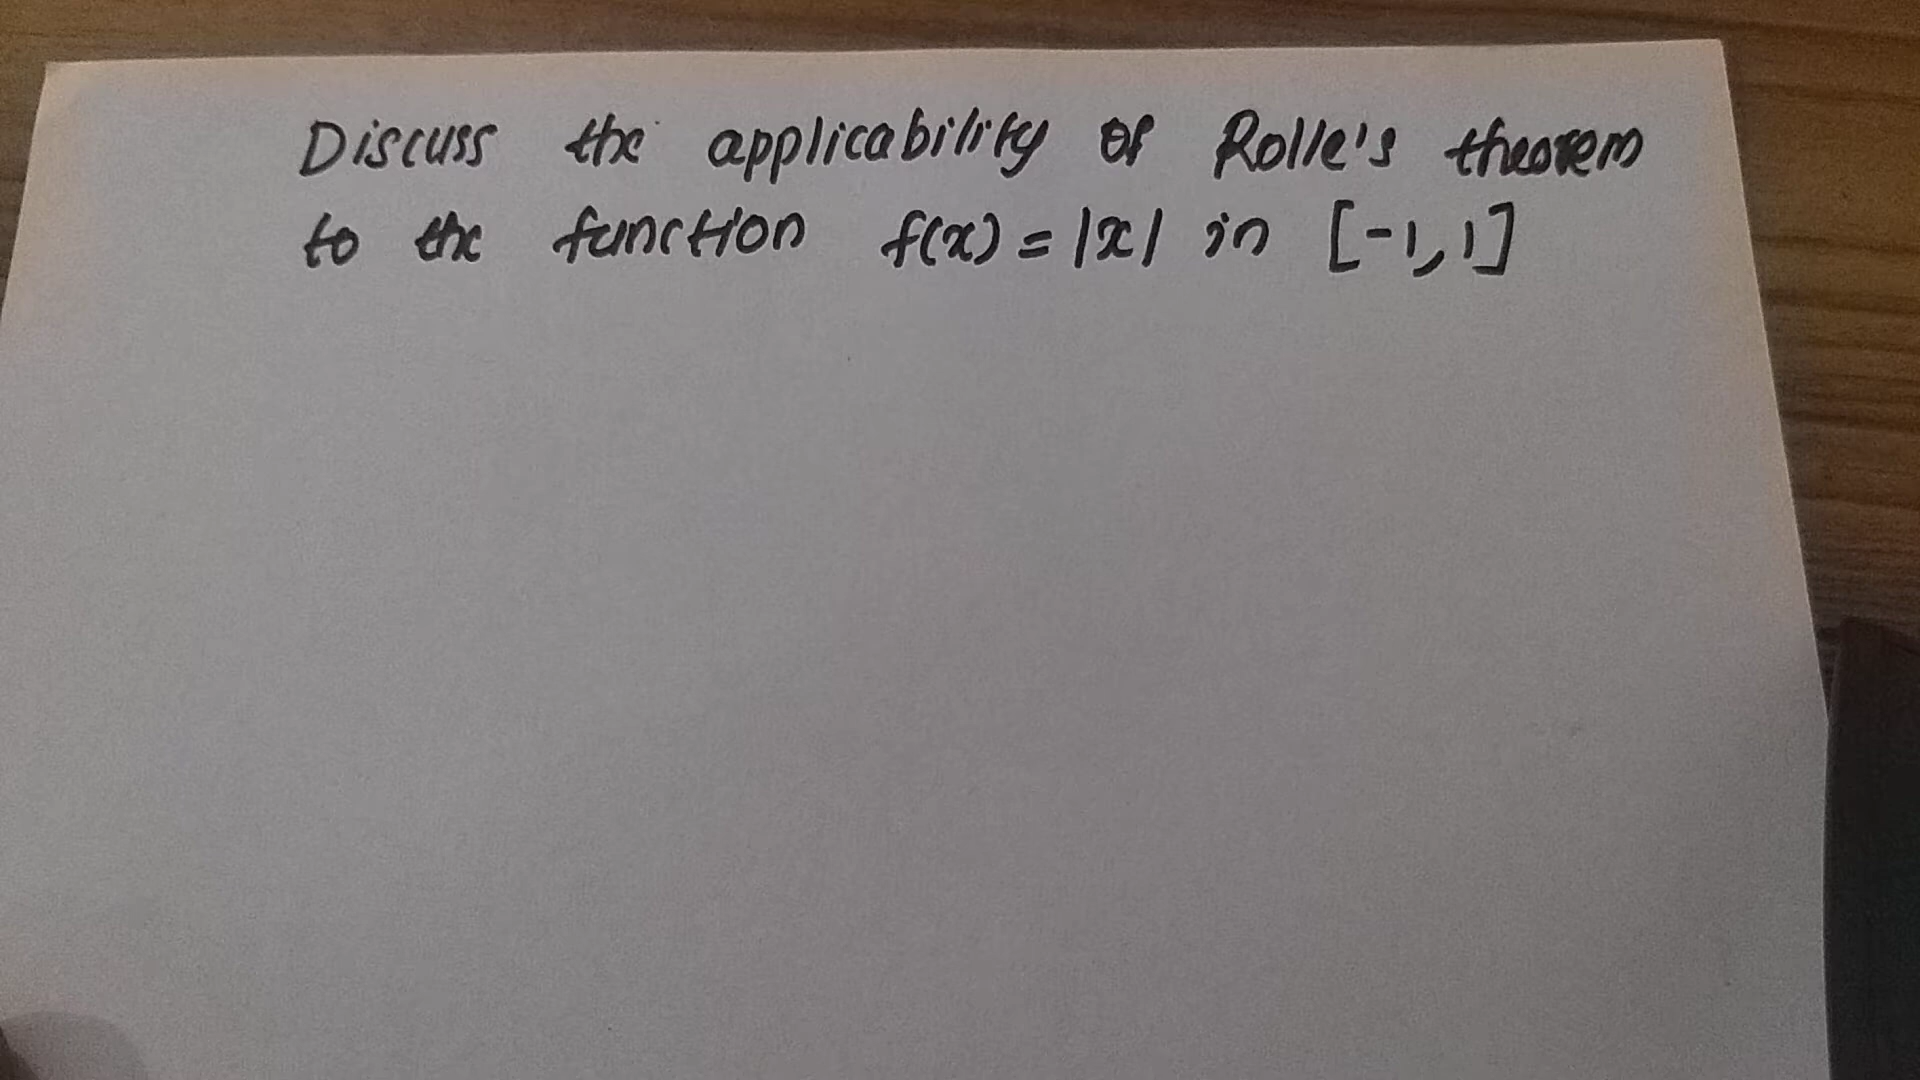 Discuss the applicability of Rolle's theorem
to the function f(x) = |x| in [-1, 1]